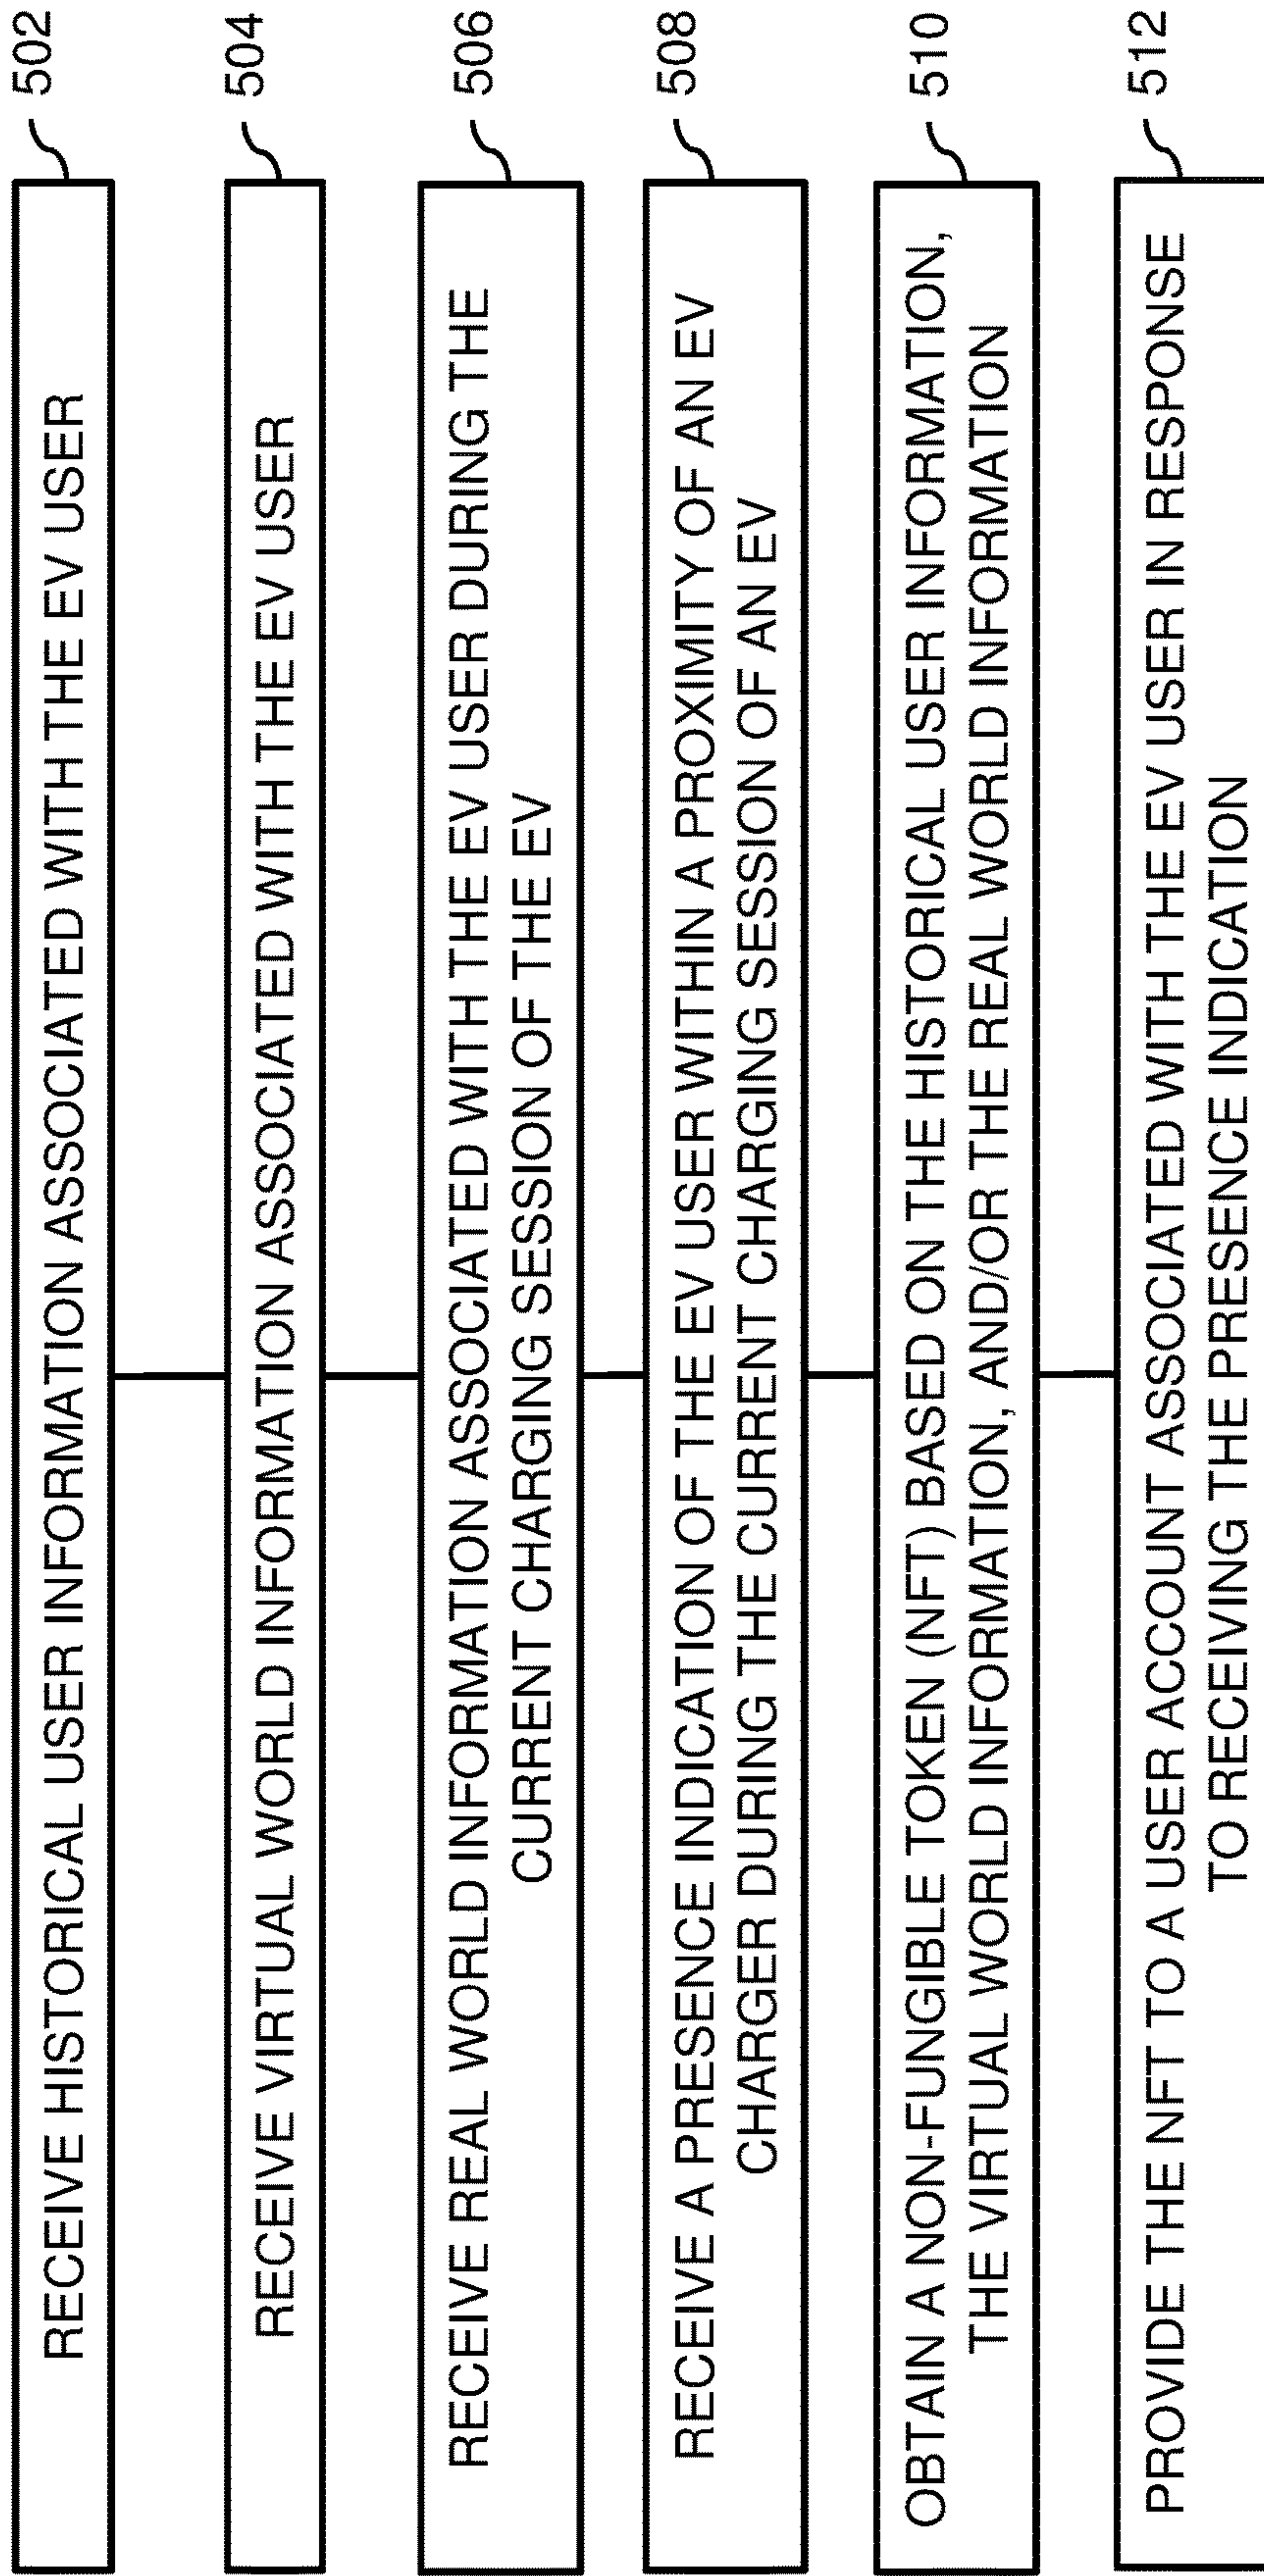 502
RECEIVE HISTORICAL USER INFORMATION ASSOCIATED WITH THE EV USER
504
RECEIVE VIRTUAL WORLD INFORMATION ASSOCIATED WITH THE EV USER
506
RECEIVE REAL WORLD INFORMATION ASSOCIATED WITH THE EV USER DURING THE
CURRENT CHARGING SESSION OF THE EV
508
RECEIVE A PRESENCE INDICATION OF THE EV USER WITHIN A PROXIMITY OF AN EV
CHARGER DURING THE CURRENT CHARGING SESSION OF AN EV
510
OBTAIN A NON-FUNGIBLE TOKEN (NFT) BASED ON THE HISTORICAL USER INFORMATION,
THE VIRTUAL WORLD INFORMATION, AND/OR THE REAL WORLD INFORMATION
512
PROVIDE THE NFT TO A USER ACCOUNT ASSOCIATED WITH THE EV USER IN RESPONSE
TO RECEIVING THE PRESENCE INDICATION